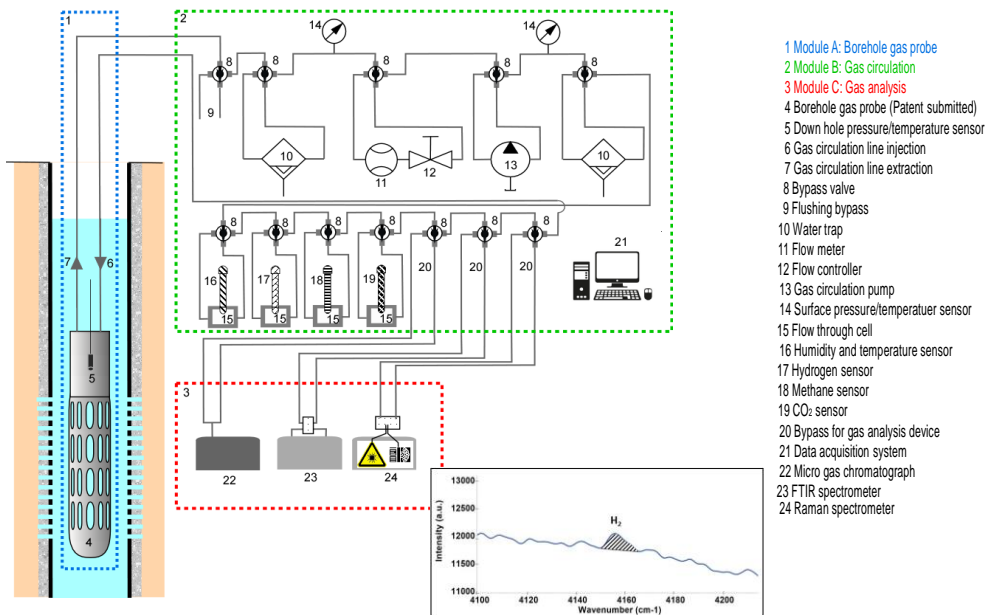 1
2
14
14
8
8
8
8
8
9
10
11
12
13
10
7
6
8
8
8
8
8
8
8
16
17
18
19
20
20
20
21
15
15
15
15
5
4
3
22
23
24
13000
12500
12000
11500
11000
Intensity (a.u.)
H₂
4100
4120
4140
4160
4180
4200
Wavenumber (cm-1)
1 Module A: Borehole gas probe
2 Module B: Gas circulation
3 Module C: Gas analysis
4 Borehole gas probe (Patent submitted)
5 Down hole pressure/temperature sensor
6 Gas circulation line injection
7 Gas circulation line extraction
8 Bypass valve
9 Flushing bypass
10 Water trap
11 Flow meter
12 Flow controller
13 Gas circulation pump
14 Surface pressure/temperatuer sensor
15 Flow through cell
16 Humidity and temperature sensor
17 Hydrogen sensor
18 Methane sensor
19 CO₂ sensor
20 Bypass for gas analysis device
21 Data acquisition system
22 Micro gas chromatograph
23 FTIR spectrometer
24 Raman spectrometer